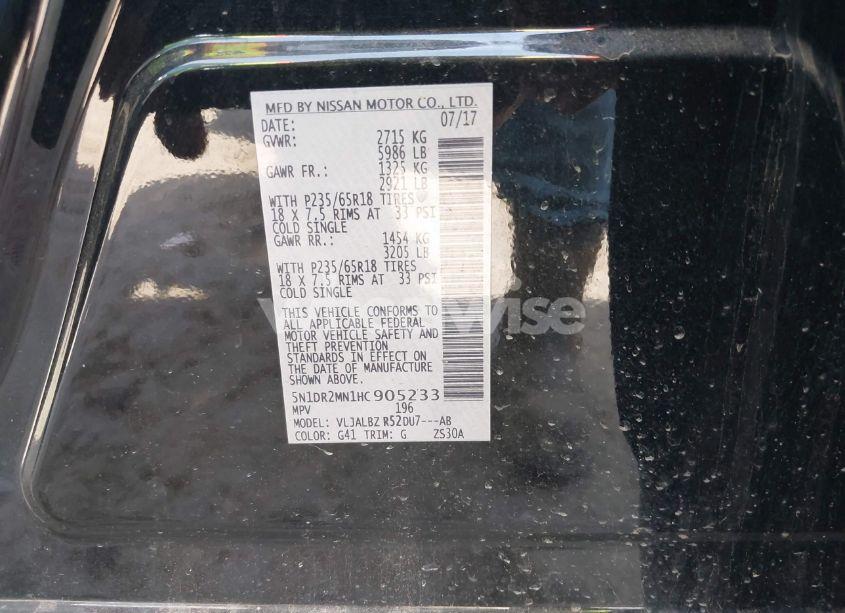 MFD BY NISSAN MOTOR CO., LTD.
DATE: 07/17
GVWR: 2715 KG
5986 LB
GAWR FR.: 1325 KG
2921 LB
WITH P235/65R18 TIRES
18 X 7.5 RIMS AT 33 PSI
COLD SINGLE
GAWR RR.: 1454 KG
3205 LB
WITH P235/65R18 TIRES
18 X 7.5 RIMS AT 33 PSI
COLD SINGLE
THIS VEHICLE CONFORMS TO
ALL APPLICABLE FEDERAL
MOTOR VEHICLE SAFETY AND
THEFT PREVENTION
STANDARDS IN EFFECT ON
THE DATE OF MANUFACTURE
SHOWN ABOVE.
5N1DR2MN1HC905233
MPV 196
MODEL: VLJALBZ R52DU7---AB
COLOR: G41 TRIM: G ZS30A